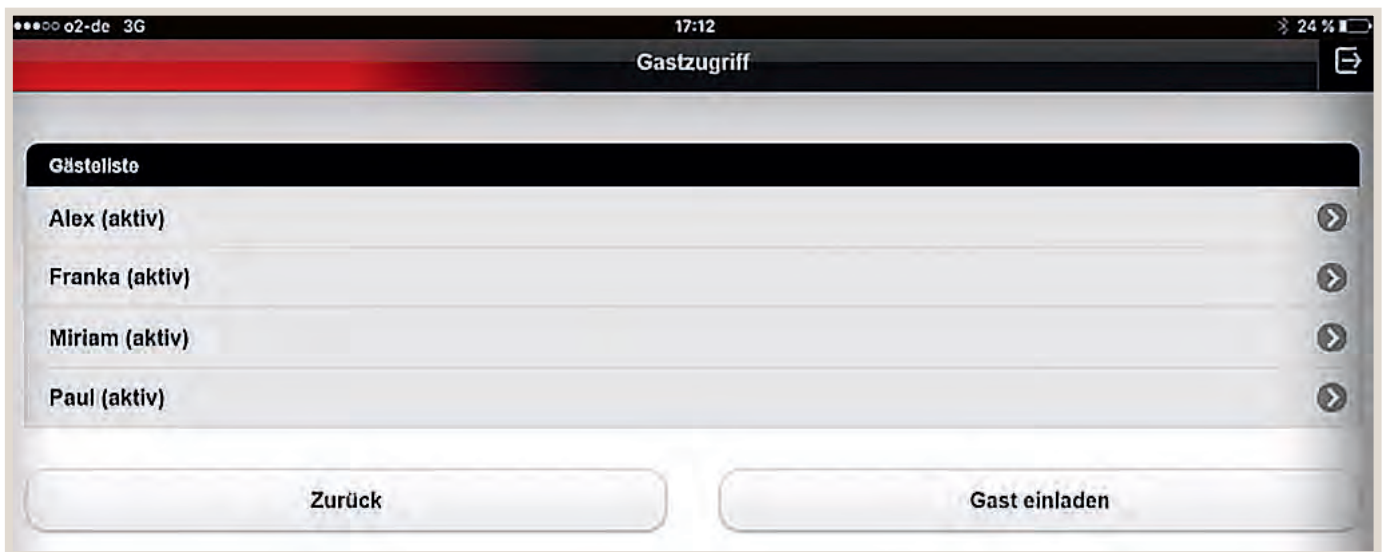 o2-de 3G 17:12 24 %
Gastzugriff
Gästeliste
Alex (aktiv)
Franka (aktiv)
Miriam (aktiv)
Paul (aktiv)
Zurück Gast einladen